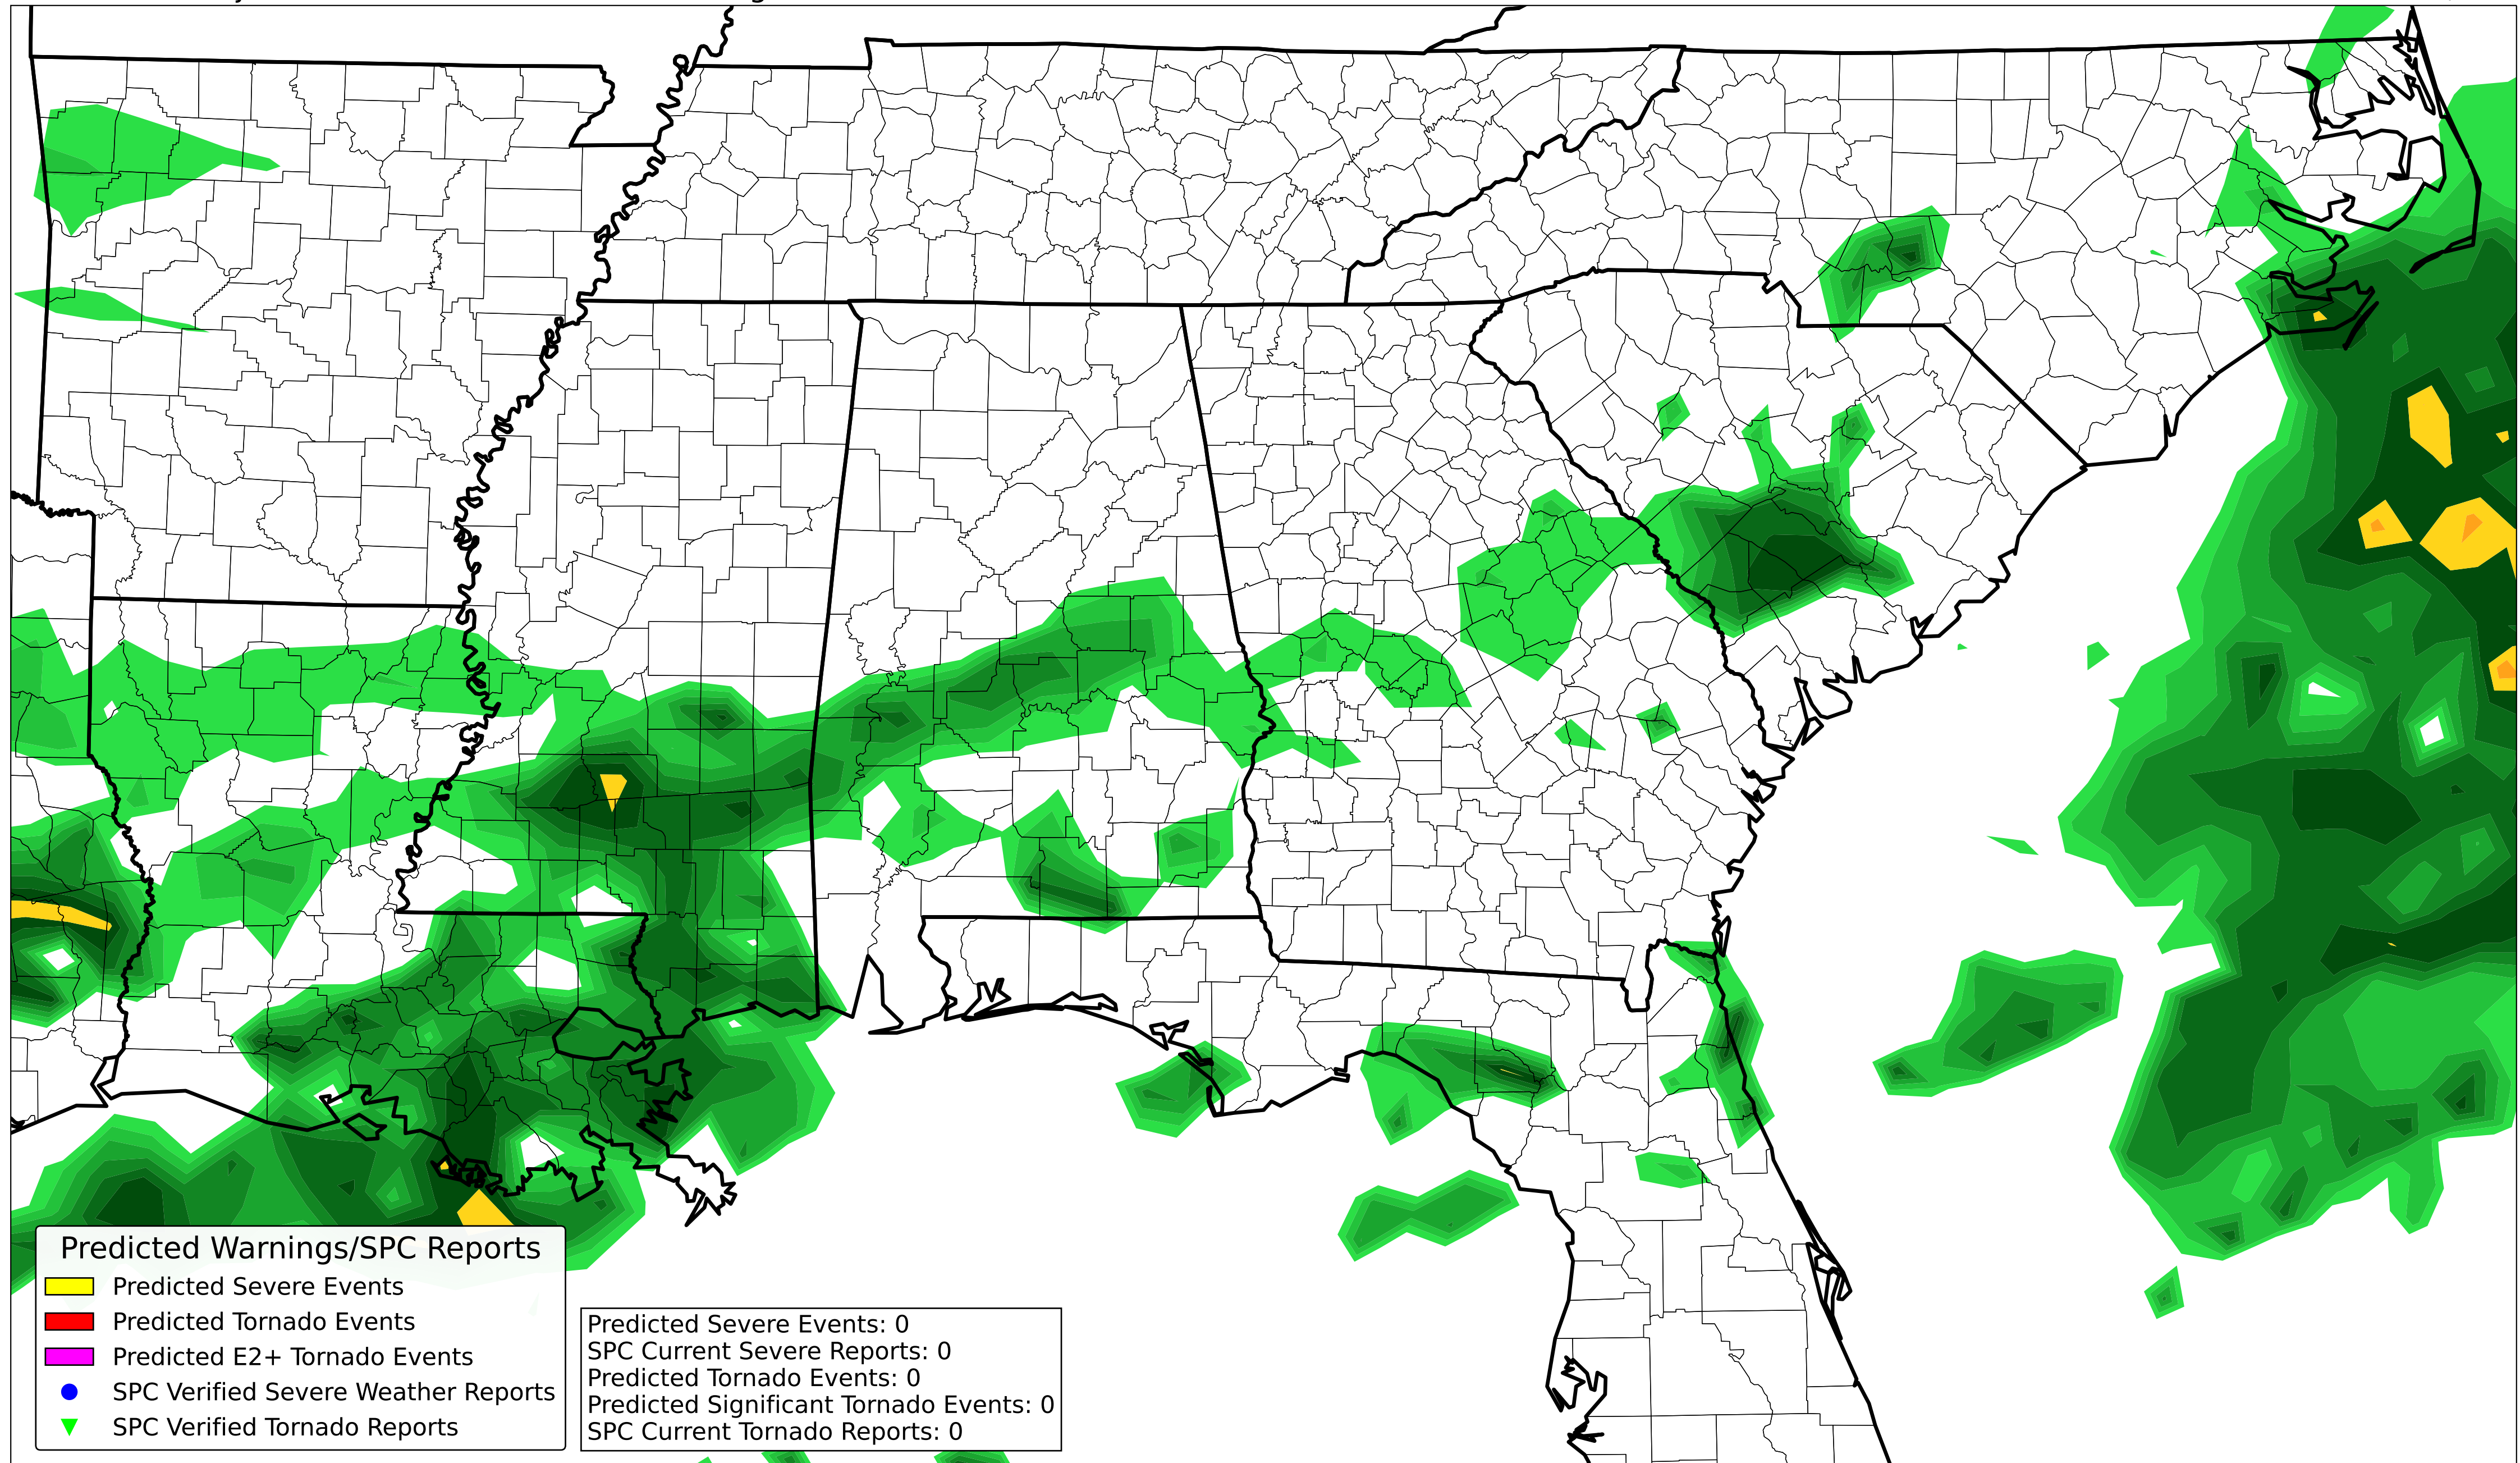 Predicted Warnings/SPC Reports
Predicted Severe Events
Predicted Tornado Events
Predicted E2+ Tornado Events
SPC Verified Severe Weather Reports
SPC Verified Tornado Reports
Predicted Severe Events: 0
SPC Current Severe Reports: 0
Predicted Tornado Events: 0
Predicted Significant Tornado Events: 0
SPC Current Tornado Reports: 0